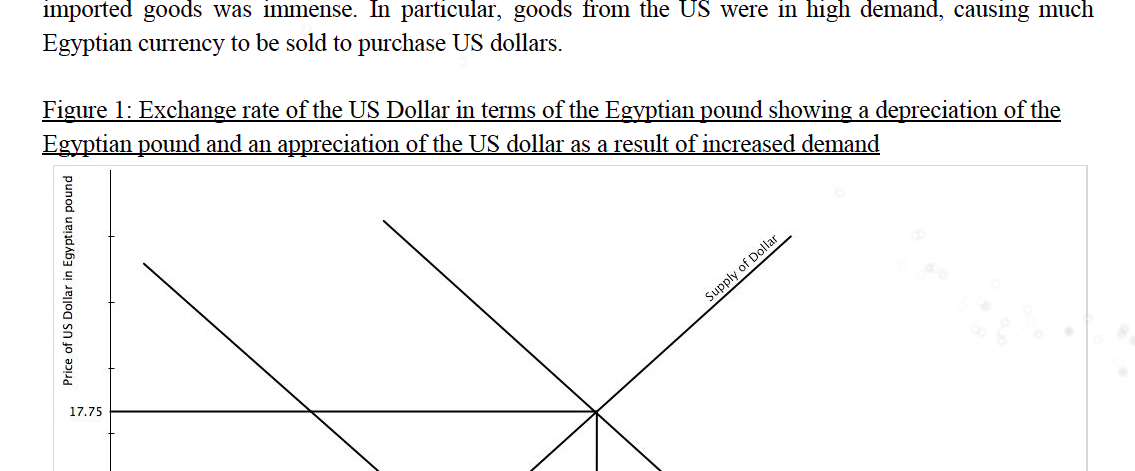 imported goods was immense. In particular, goods from the US were in high demand, causing much
Egyptian currency to be sold to purchase US dollars.
Figure 1: Exchange rate of the US Dollar in terms of the Egyptian pound showing a depreciation of the
Egyptian pound and an appreciation of the US dollar as a result of increased demand
Price of US Dollar in Egyptian pound
Supply of Dollar
17.75